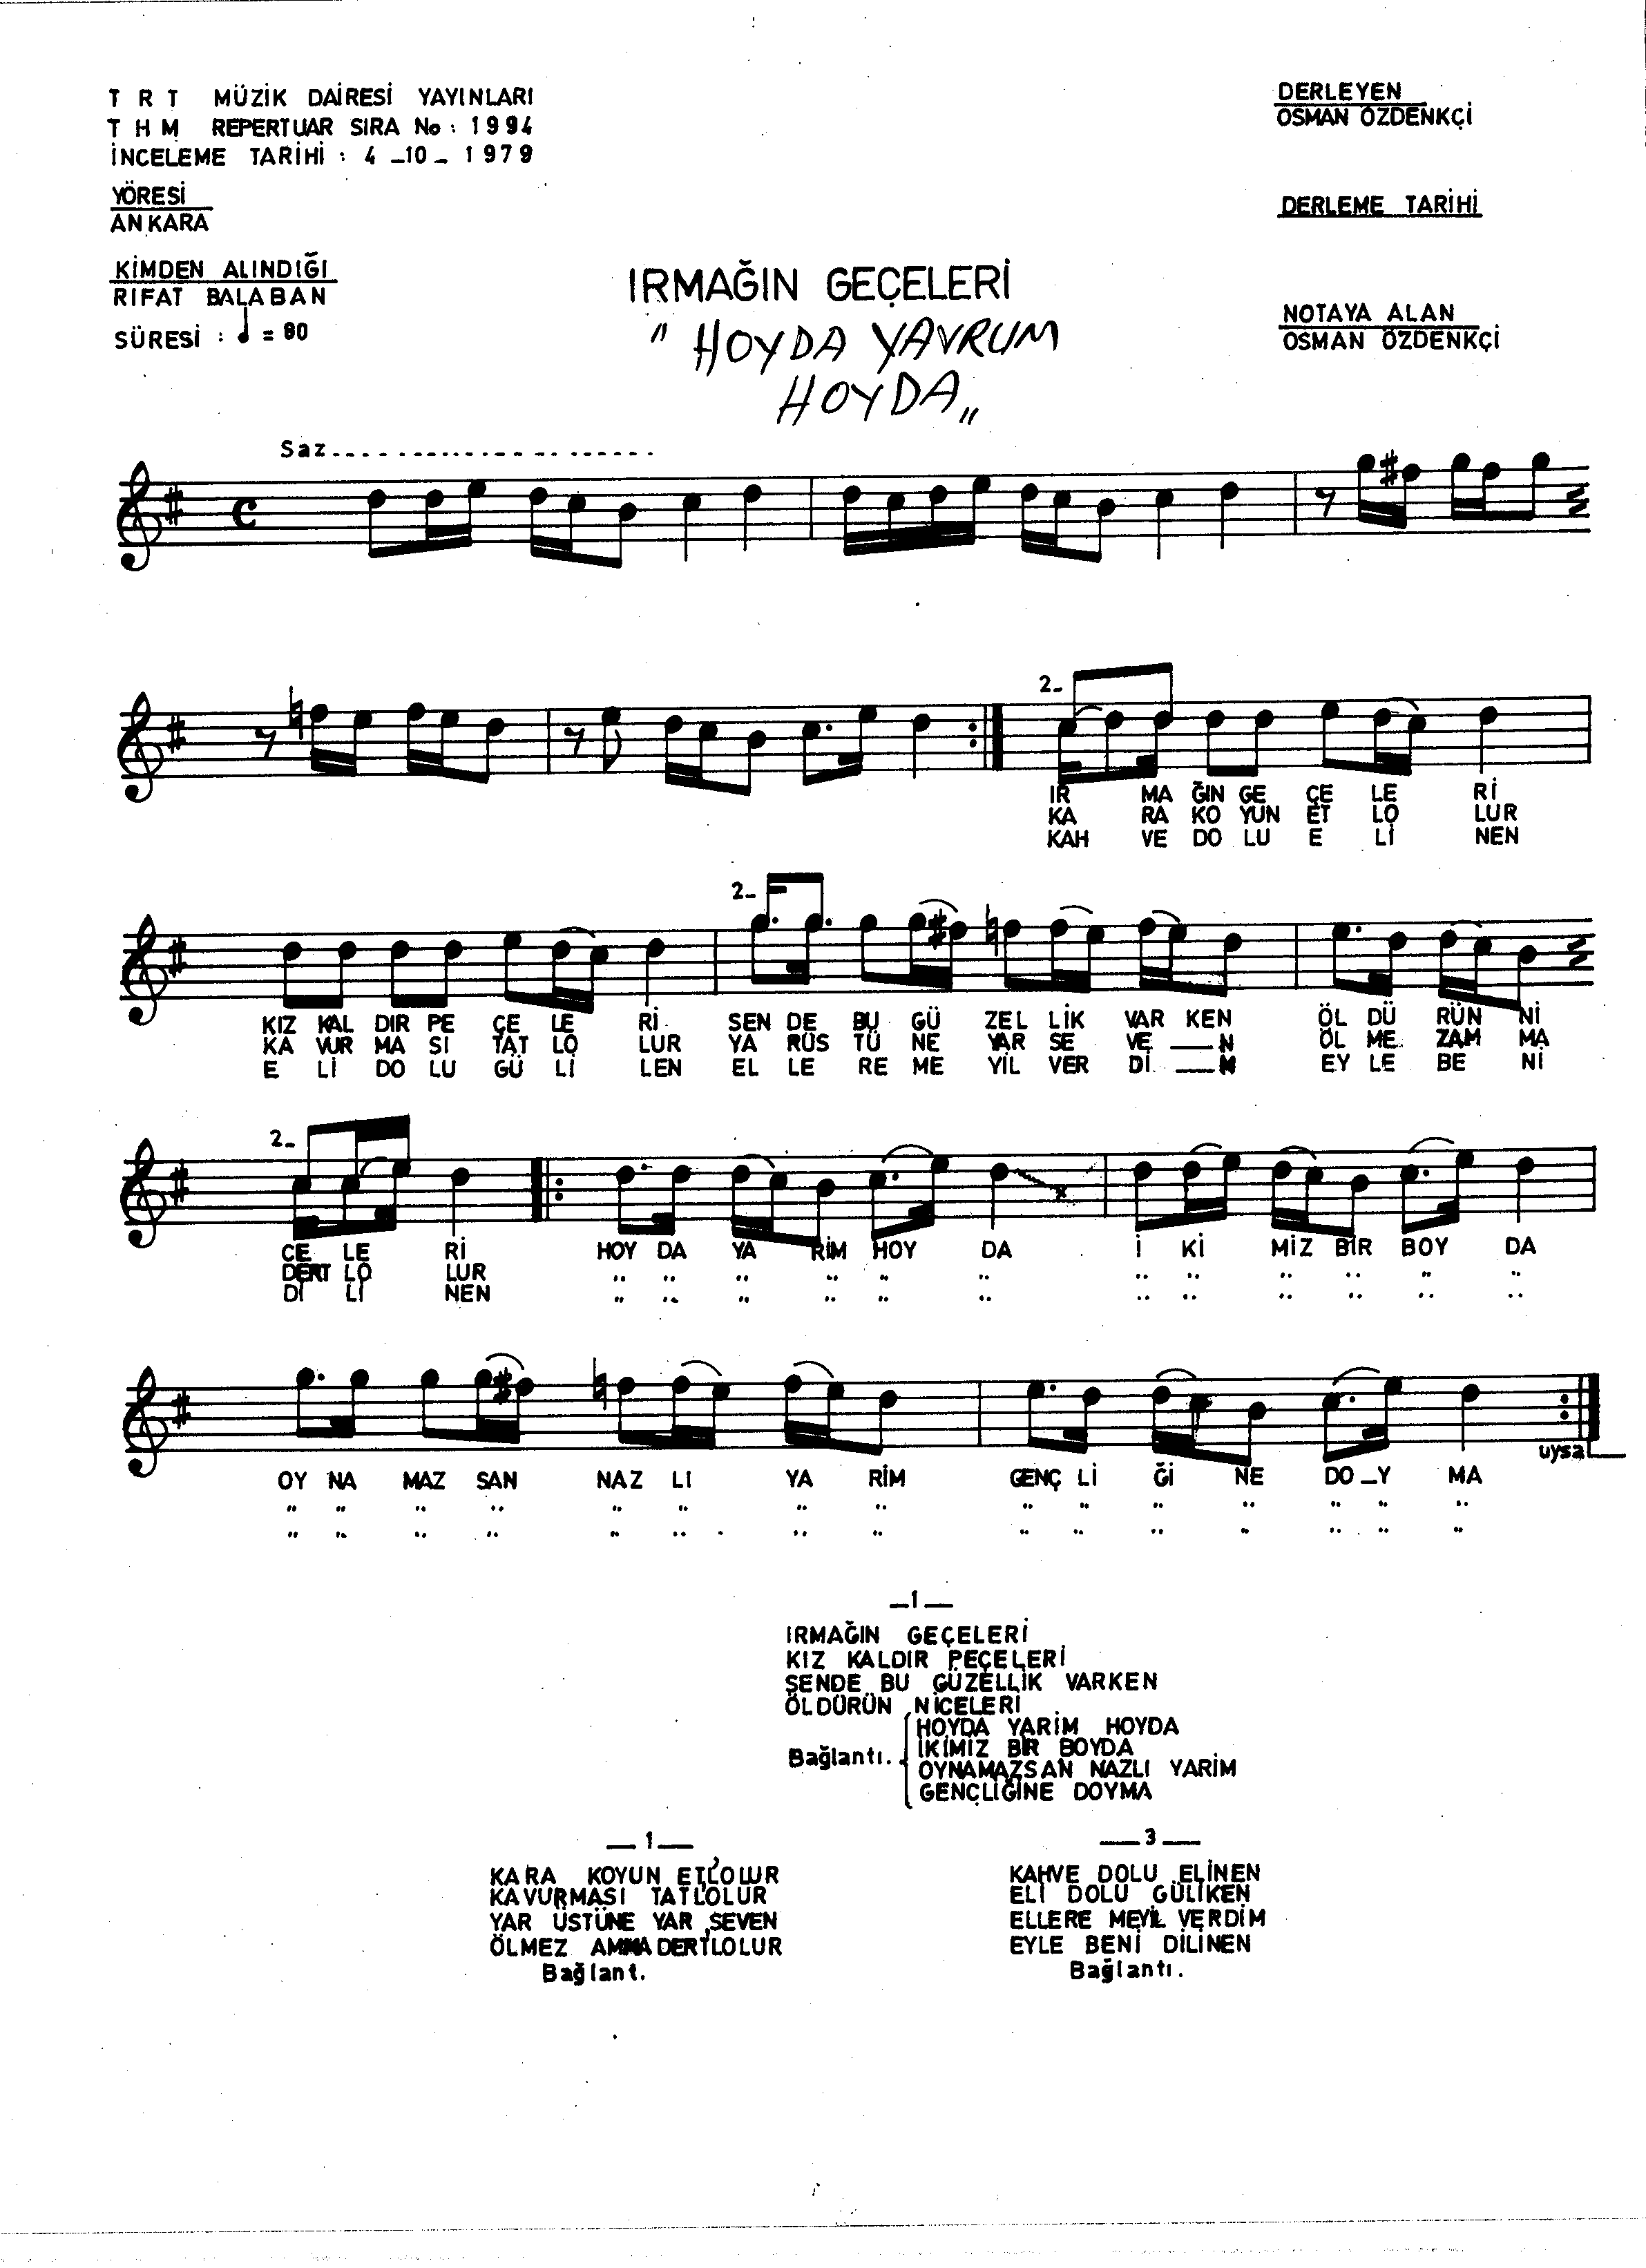 T R T MÜZİK DAİRESİ YAYINLARI
T H M REPERTUAR SIRA No : 1994
İNCELEME TARİHİ : 4 _10_ 1979
YÖRESİ
ANKARA
KİMDEN ALINDIĞI
RIFAT BALABAN
SÜRESİ : ♩ = 80
DERLEYEN
OSMAN ÖZDENKÇİ
DERLEME TARİHİ
NOTAYA ALAN
OSMAN ÖZDENKÇİ
IRMAĞIN GEÇELERİ
" HOYDA YAVRUM
HOYDA "
Saz
2_
IR MA ĞIN GE ÇE LE Rİ
KA RA KO YUN ET LO LUR
KAH VE DO LU E Lİ NEN
2_
KIZ KAL DIR PE ÇE LE Rİ SEN DE BU GÜ ZEL LİK VAR KEN ÖL DÜ RÜN Nİ
KA VUR MA SI TAT LO LUR YA RÜS TÜ NE YAR SE VE __ N ÖL ME ZAM MA
E Lİ DO LU GÜ Lİ LEN EL LE RE ME YİL VER Dİ __ M EY LE BE Nİ
2_
ÇE LE Rİ HOY DA YA RİM HOY DA İ Kİ MİZ BİR BOY DA
DERT LO LUR " " " " " " " " " " " "
Dİ Lİ NEN " " " " " " " " " " " "
OY NA MAZ SAN NAZ LI YA RİM GENÇ Lİ Ğİ NE DO _Y MA
" " " " " " " " " " " " " " "
" " " " " " " " " " " " " " "
uysal
_1_
IRMAĞIN GEÇELERİ
KIZ KALDIR PEÇELERİ
SENDE BU GÜZELLİK VARKEN
ÖLDÜRÜN NİCELERİ
Bağlantı.
HOYDA YARİM HOYDA
İKİMİZ BİR BOYDA
OYNAMAZSAN NAZLI YARİM
GENÇLİĞİNE DOYMA
_1_
KARA KOYUN ETL'OLUR
KAVURMASI TATL'OLUR
YAR ÜSTÜNE YAR SEVEN
ÖLMEZ AMMA DERTL'OLUR
Bağlant.
_3_
KAHVE DOLU ELİNEN
ELİ DOLU GÜLİKEN
ELLERE MEYİL VERDİM
EYLE BENİ DİLİNEN
Bağlantı.